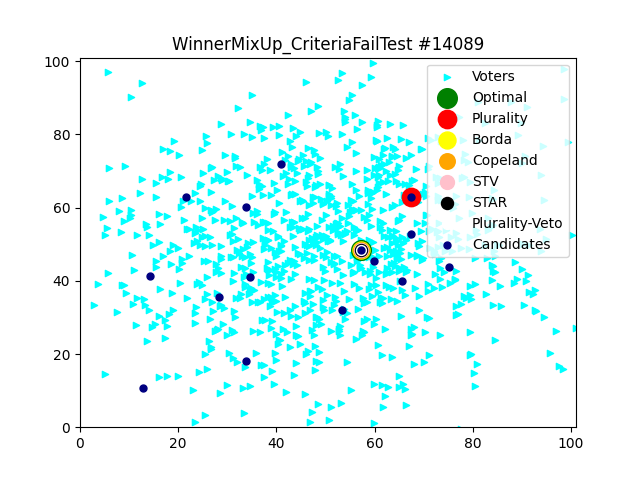 WinnerMixUp_CriteriaFailTest #14089
Voters
Optimal
Plurality
Borda
Copeland
STV
STAR
Plurality-Veto
Candidates
100
80
60
40
20
0
0 20 40 60 80 100